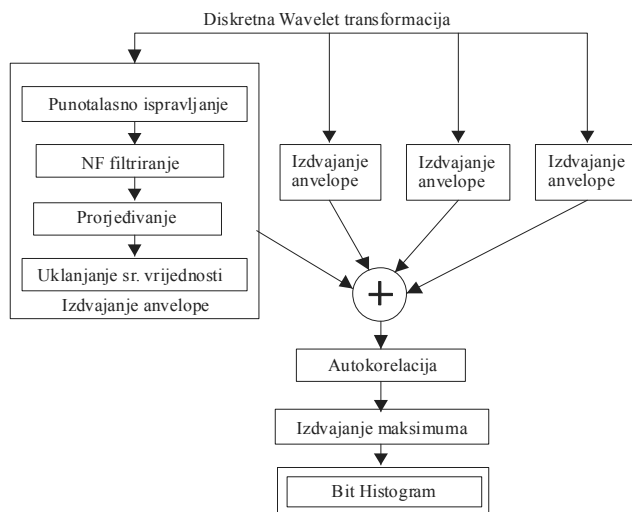 Diskretna Wavelet transformacija
Punotalasno ispravljanje
NF filtriranje
Prorjeđivanje
Uklanjanje sr. vrijednosti
Izdvajanje anvelope
Izdvajanje
anvelope
Izdvajanje
anvelope
Izdvajanje
anvelope
+
Autokorelacija
Izdvajanje maksimuma
Bit Histogram